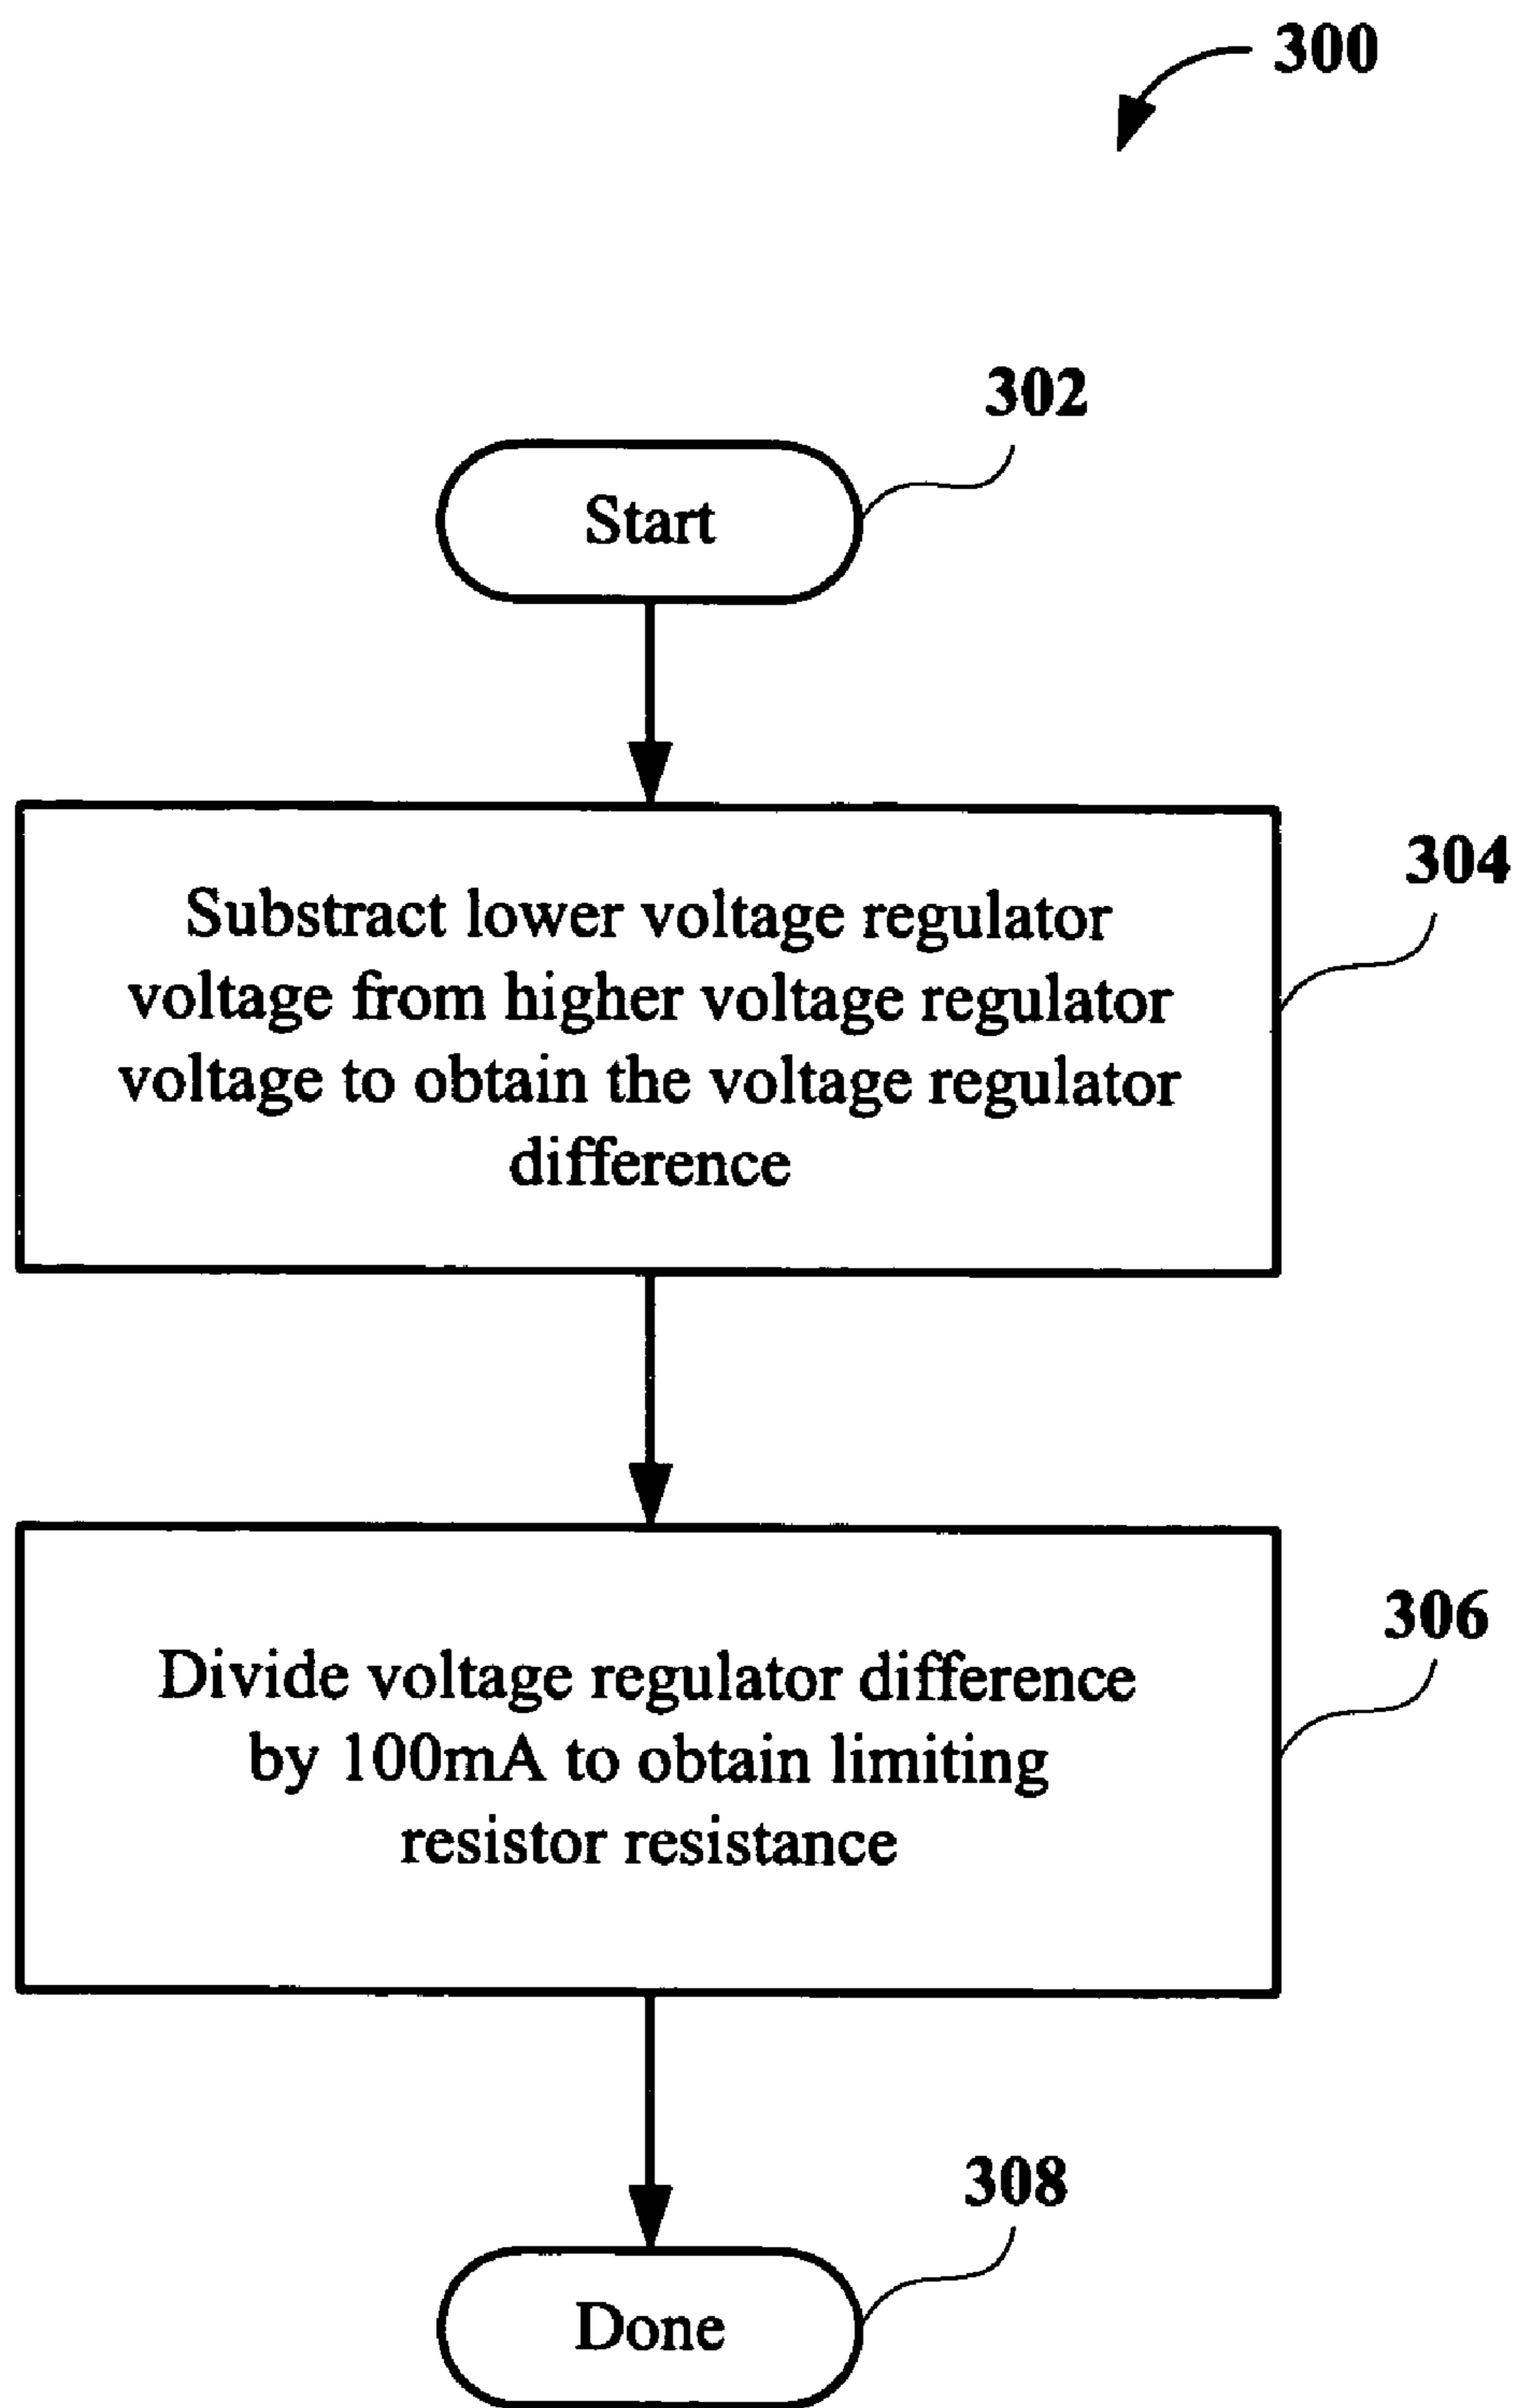 300
302
Start
304
Substract lower voltage regulator
voltage from higher voltage regulator
voltage to obtain the voltage regulator
difference
306
Divide voltage regulator difference
by 100mA to obtain limiting
resistor resistance
308
Done